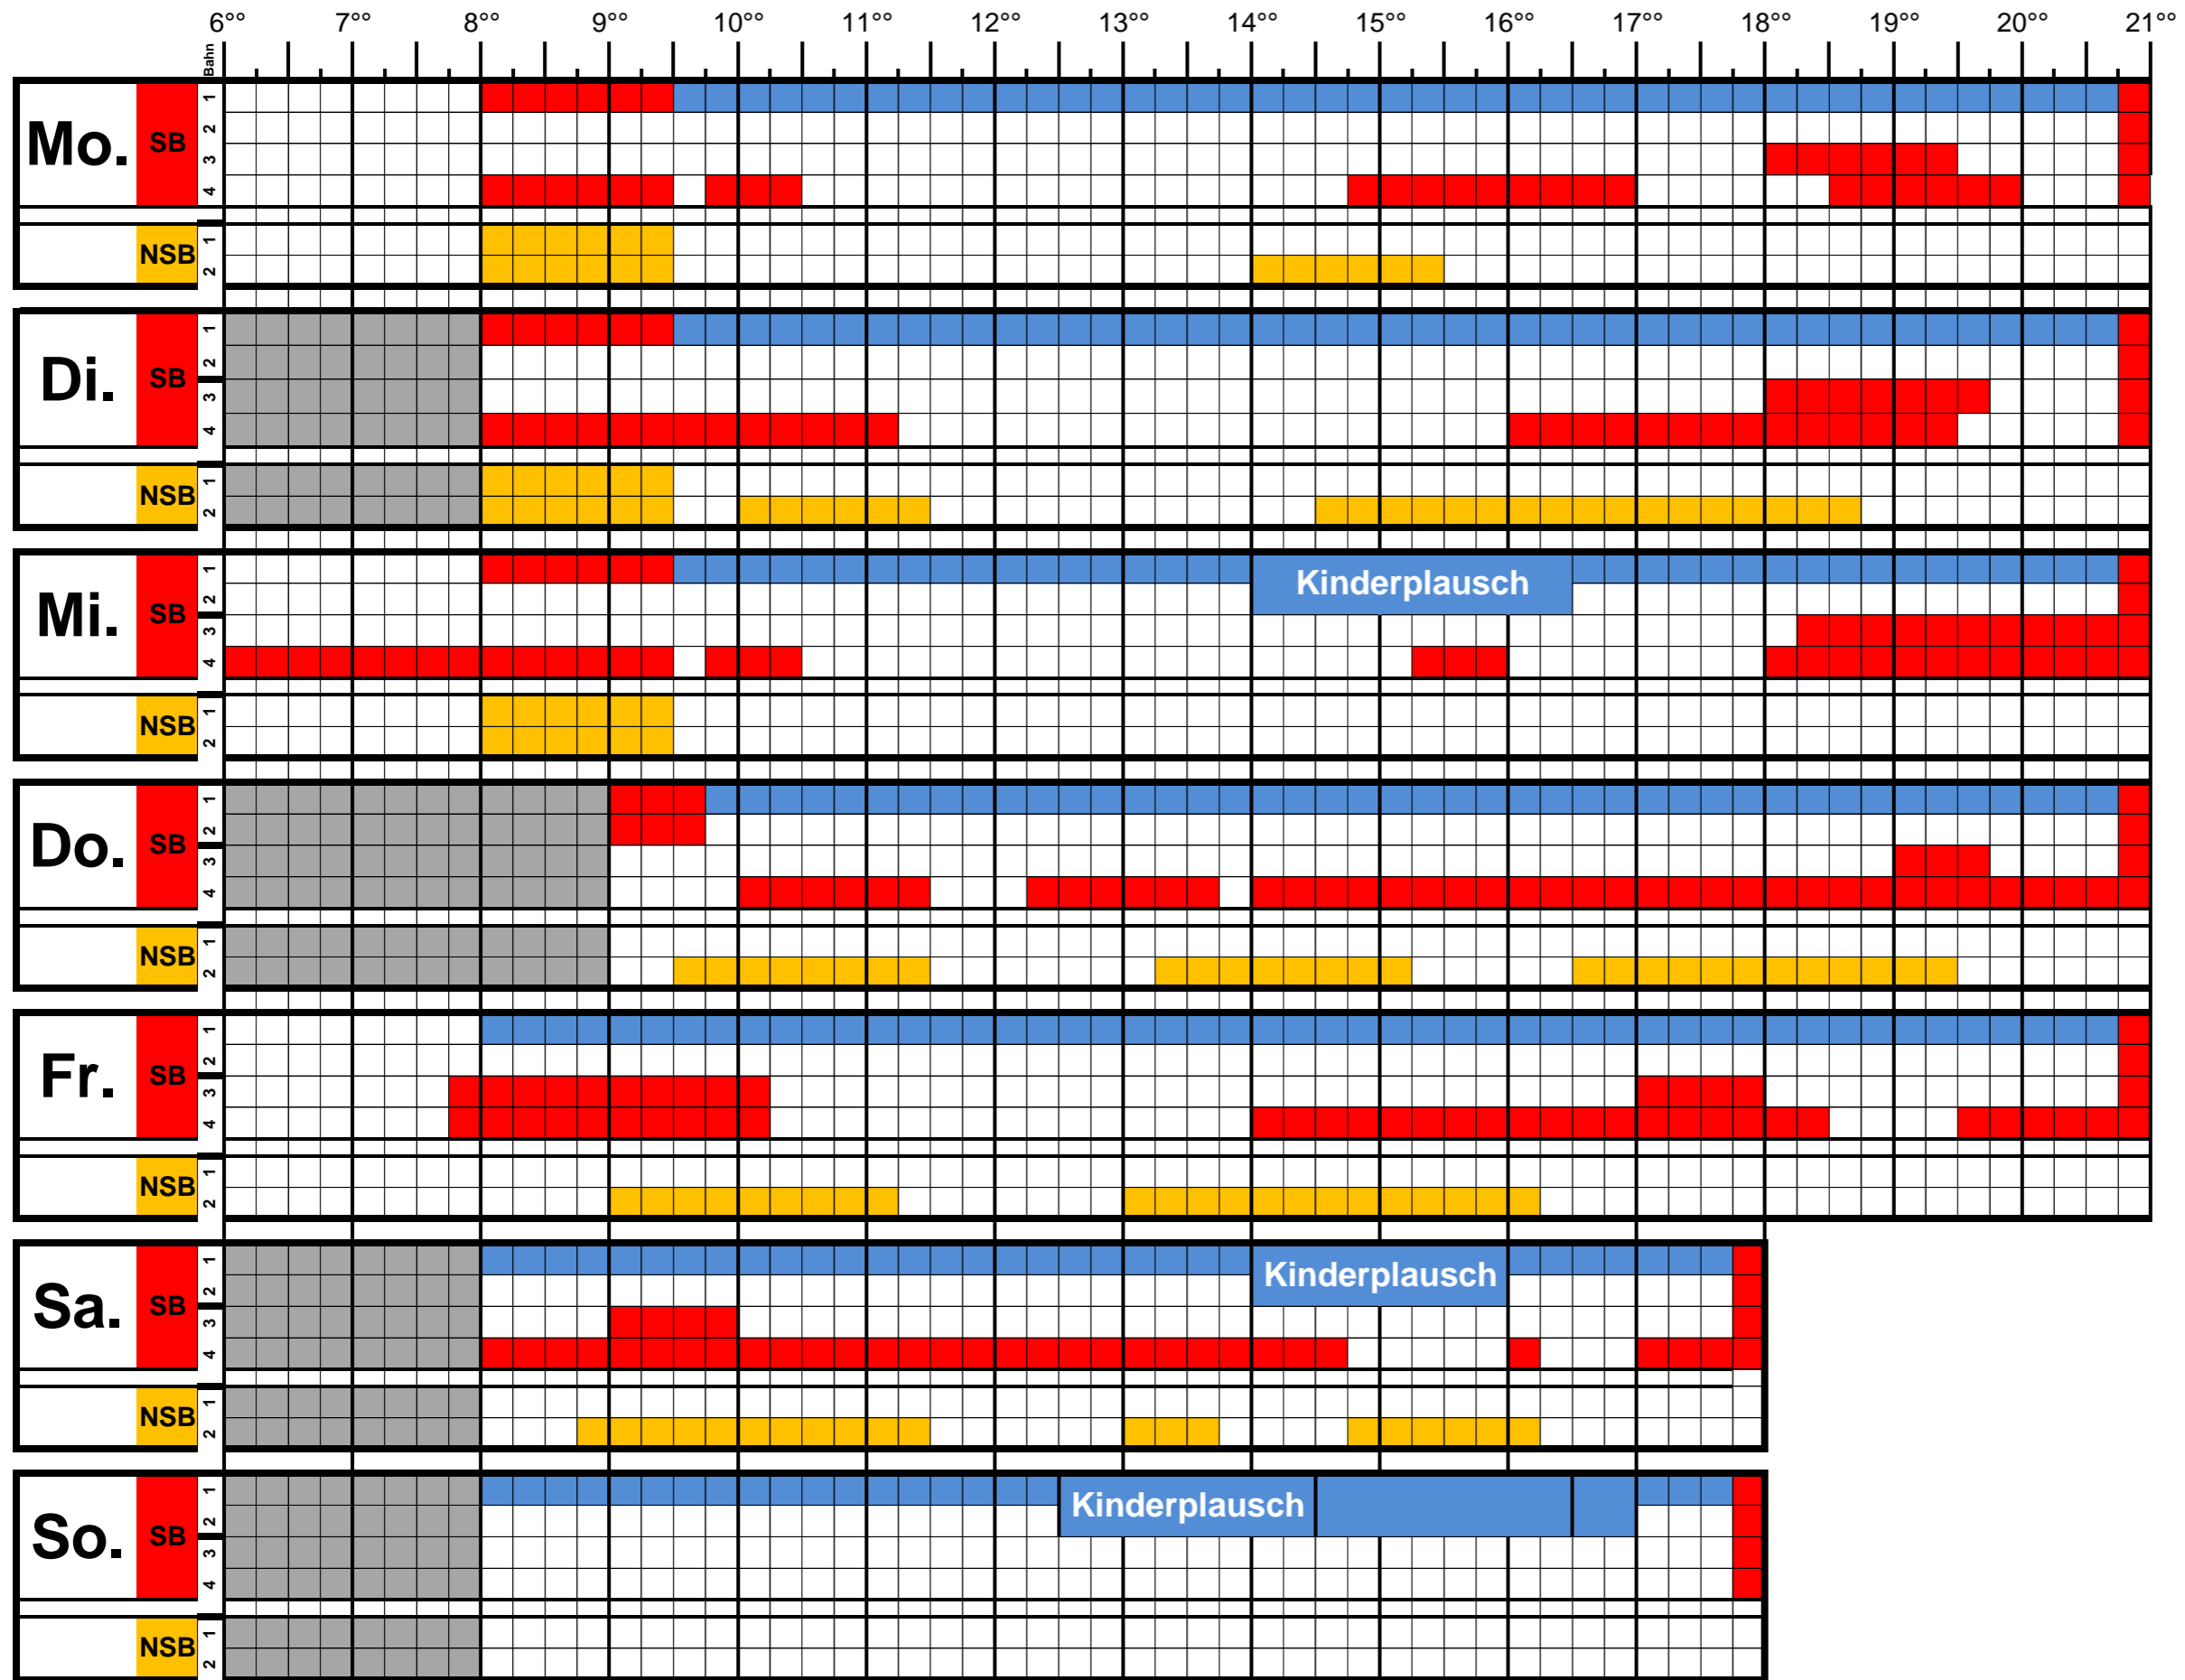 6°° 7°° 8°° 9°° 10°° 11°° 12°° 13°° 14°° 15°° 16°° 17°° 18°° 19°° 20°° 21°°
Bahn
Mo. SB 1 2 3 4
NSB 1 2
Di. SB 1 2 3 4
NSB 1 2
Mi. SB 1 2 3 4 Kinderplausch
NSB 1 2
Do. SB 1 2 3 4
NSB 1 2
Fr. SB 1 2 3 4
NSB 1 2
Sa. SB 1 2 3 4 Kinderplausch
NSB 1 2
So. SB 1 2 3 4 Kinderplausch
NSB 1 2